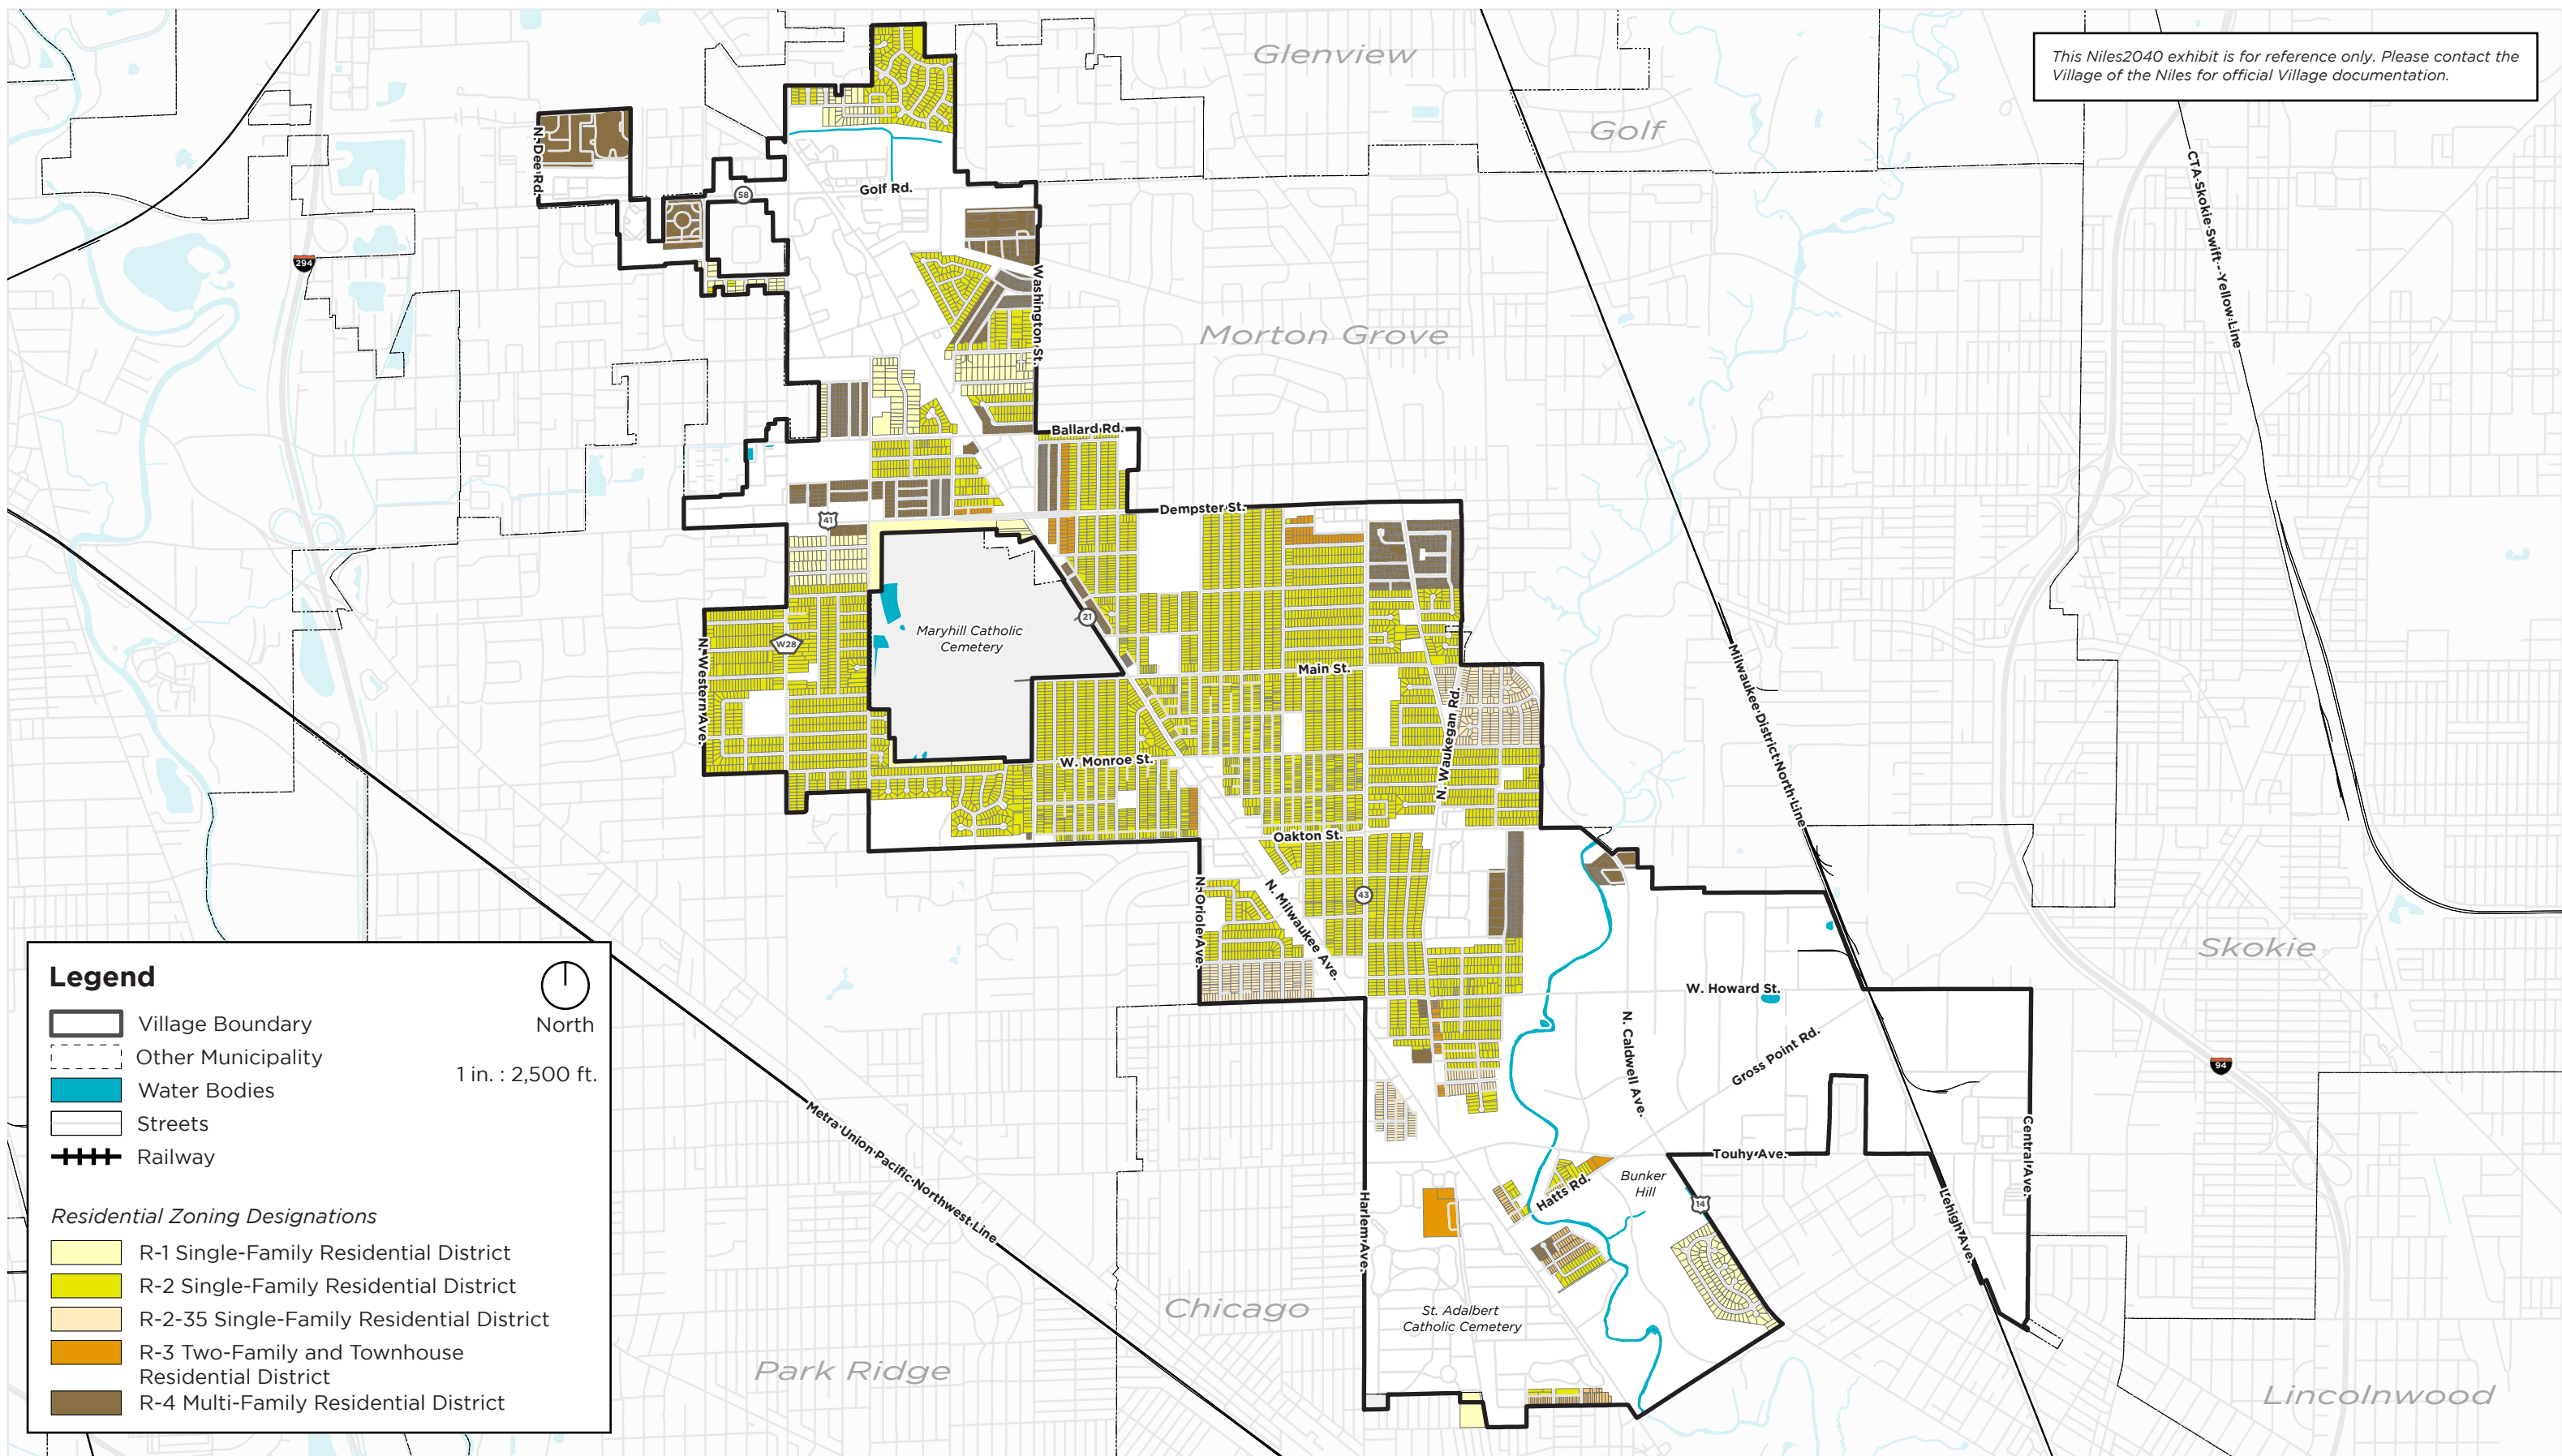 This Niles2040 exhibit is for reference only. Please contact the
Village of the Niles for official Village documentation.
Glenview
Golf
N. Dee Rd.
58
Golf Rd.
CTA-Skokie-Swift--Yellow-Line
294
Washington St.
Morton Grove
Ballard Rd.
41
Dempster St.
21
Maryhill Catholic
Cemetery
W28
N. Western Ave.
Main St.
N. Waukegan Rd.
Milwaukee-District-North-Line
W. Monroe St.
Oakton St.
N. Oriole Ave.
N. Milwaukee Ave.
43
Skokie
W. Howard St.
N. Caldwell Ave.
Gross Point Rd.
94
Metra-Union-Pacific-Northwest-Line
Touhy Ave.
Central Ave.
Bunker
Hill
Hatts Rd.
14
Harlem Ave.
Lehigh Ave.
Chicago
St. Adalbert
Catholic Cemetery
Park Ridge
Lincolnwood
Legend
North
1 in. : 2,500 ft.
Village Boundary
Other Municipality
Water Bodies
Streets
Railway
Residential Zoning Designations
R-1 Single-Family Residential District
R-2 Single-Family Residential District
R-2-35 Single-Family Residential District
R-3 Two-Family and Townhouse
Residential District
R-4 Multi-Family Residential District